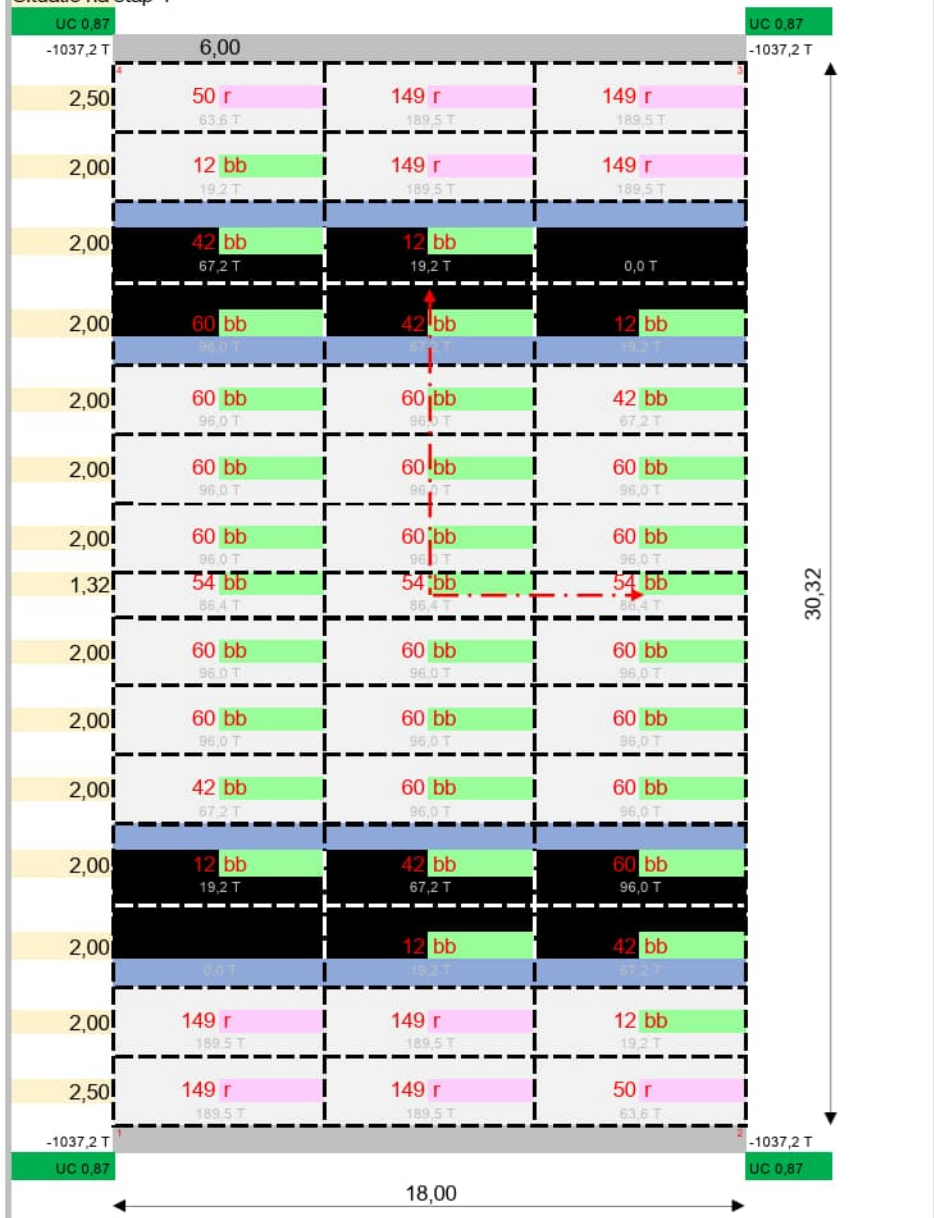 Situatie na stap 4
UC 0,87 UC 0,87
-1037,2 T 6,00 -1037,2 T
4 3
2,50 50 r 149 r 149 r
63,6 T 189,5 T 189,5 T
2,00 12 bb 149 r 149 r
19,2 T 189,5 T 189,5 T
2,00 42 bb 12 bb
67,2 T 19,2 T 0,0 T
2,00 60 bb 42 bb 12 bb
96,0 T 67,2 T 19,2 T
2,00 60 bb 60 bb 42 bb
96,0 T 96,0 T 67,2 T
2,00 60 bb 60 bb 60 bb
96,0 T 96,0 T 96,0 T
2,00 60 bb 60 bb 60 bb
96,0 T 96,0 T 96,0 T
1,32 54 bb 54 bb 54 bb
86,4 T 86,4 T 86,4 T
30,32
2,00 60 bb 60 bb 60 bb
96,0 T 96,0 T 96,0 T
2,00 60 bb 60 bb 60 bb
96,0 T 96,0 T 96,0 T
2,00 42 bb 60 bb 60 bb
67,2 T 96,0 T 96,0 T
2,00 12 bb 42 bb 60 bb
19,2 T 67,2 T 96,0 T
2,00 12 bb 42 bb
0,0 T 19,2 T 67,2 T
2,00 149 r 149 r 12 bb
189,5 T 189,5 T 19,2 T
2,50 149 r 149 r 50 r
189,5 T 189,5 T 63,6 T
1 2
-1037,2 T -1037,2 T
UC 0,87 UC 0,87
18,00